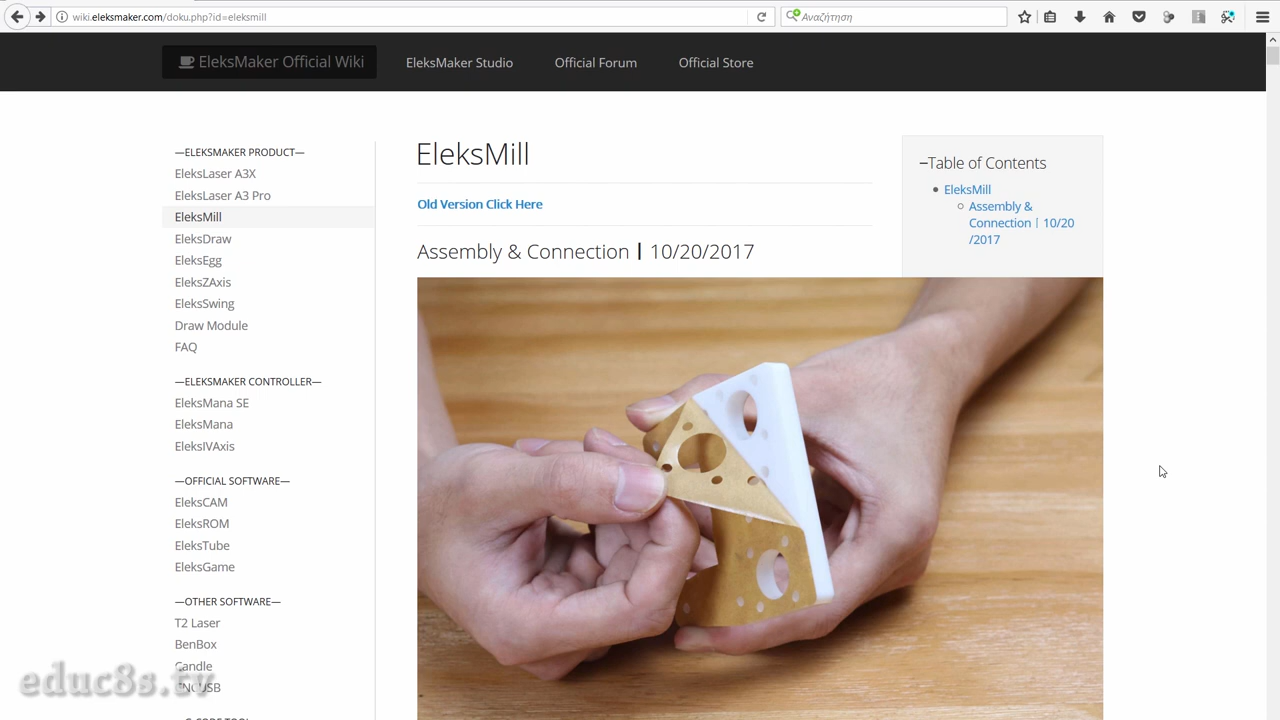 wiki.eleksmaker.com/doku.php?id=eleksmill
Αναζήτηση
EleksMaker Official Wiki
EleksMaker Studio
Official Forum
Official Store
—ELEKSMAKER PRODUCT—
EleksLaser A3X
EleksLaser A3 Pro
EleksMill
EleksDraw
EleksEgg
EleksZAxis
EleksSwing
Draw Module
FAQ
—ELEKSMAKER CONTROLLER—
EleksMana SE
EleksMana
EleksIVAxis
—OFFICIAL SOFTWARE—
EleksCAM
EleksROM
EleksTube
EleksGame
—OTHER SOFTWARE—
T2 Laser
BenBox
Candle
EleksMill
Old Version Click Here
Assembly & Connection | 10/20/2017
−Table of Contents
EleksMill
Assembly &
Connection | 10/20
/2017
educ8s.tv